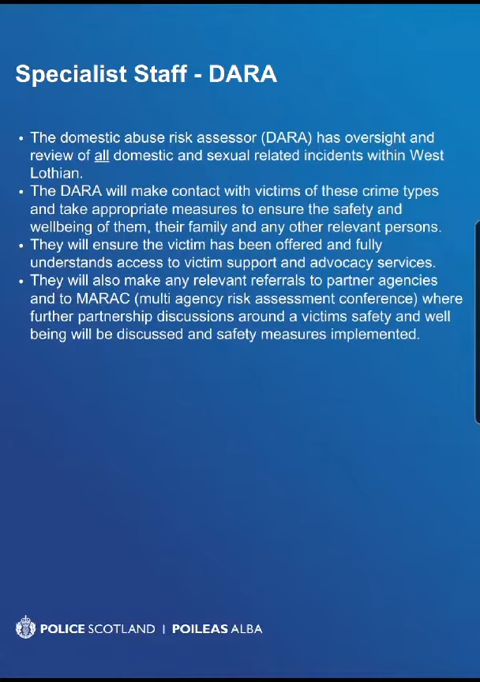 Specialist Staff - DARA
• The domestic abuse risk assessor (DARA) has oversight and
review of all domestic and sexual related incidents within West
Lothian.
• The DARA will make contact with victims of these crime types
and take appropriate measures to ensure the safety and
wellbeing of them, their family and any other relevant persons.
• They will ensure the victim has been offered and fully
understands access to victim support and advocacy services.
• They will also make any relevant referrals to partner agencies
and to MARAC (multi agency risk assessment conference) where
further partnership discussions around a victims safety and well
being will be discussed and safety measures implemented.
POLICE SCOTLAND | POILEAS ALBA